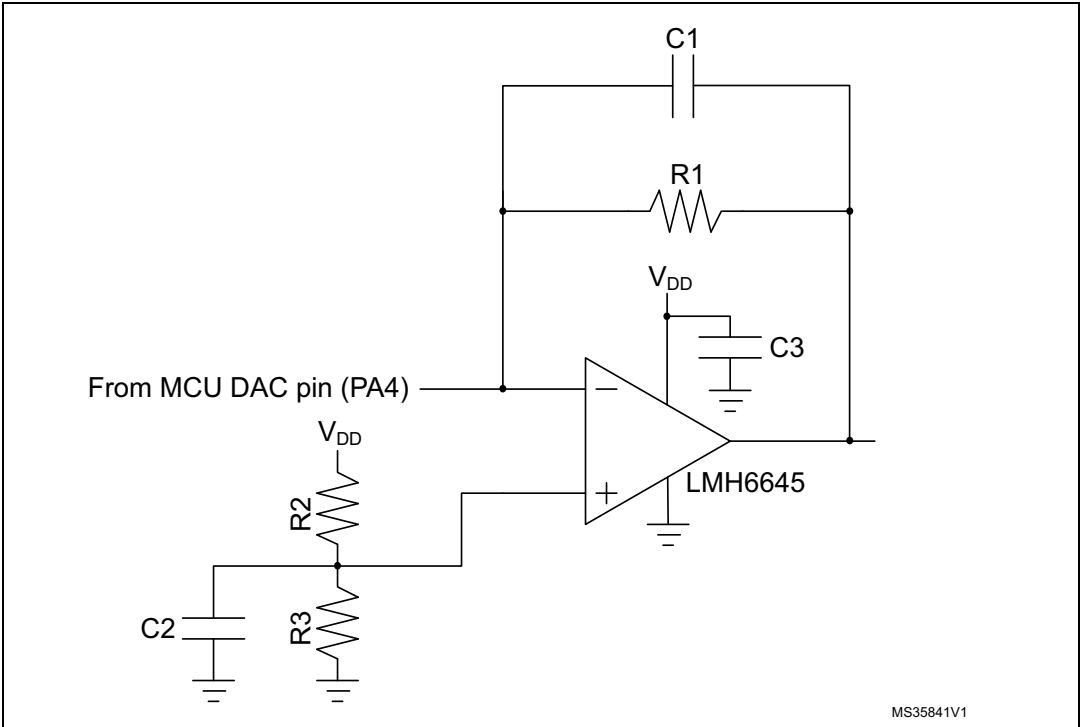 C1
R1
VDD
C3
From MCU DAC pin (PA4)
VDD
−
+
LMH6645
R2
C2
R3
MS35841V1